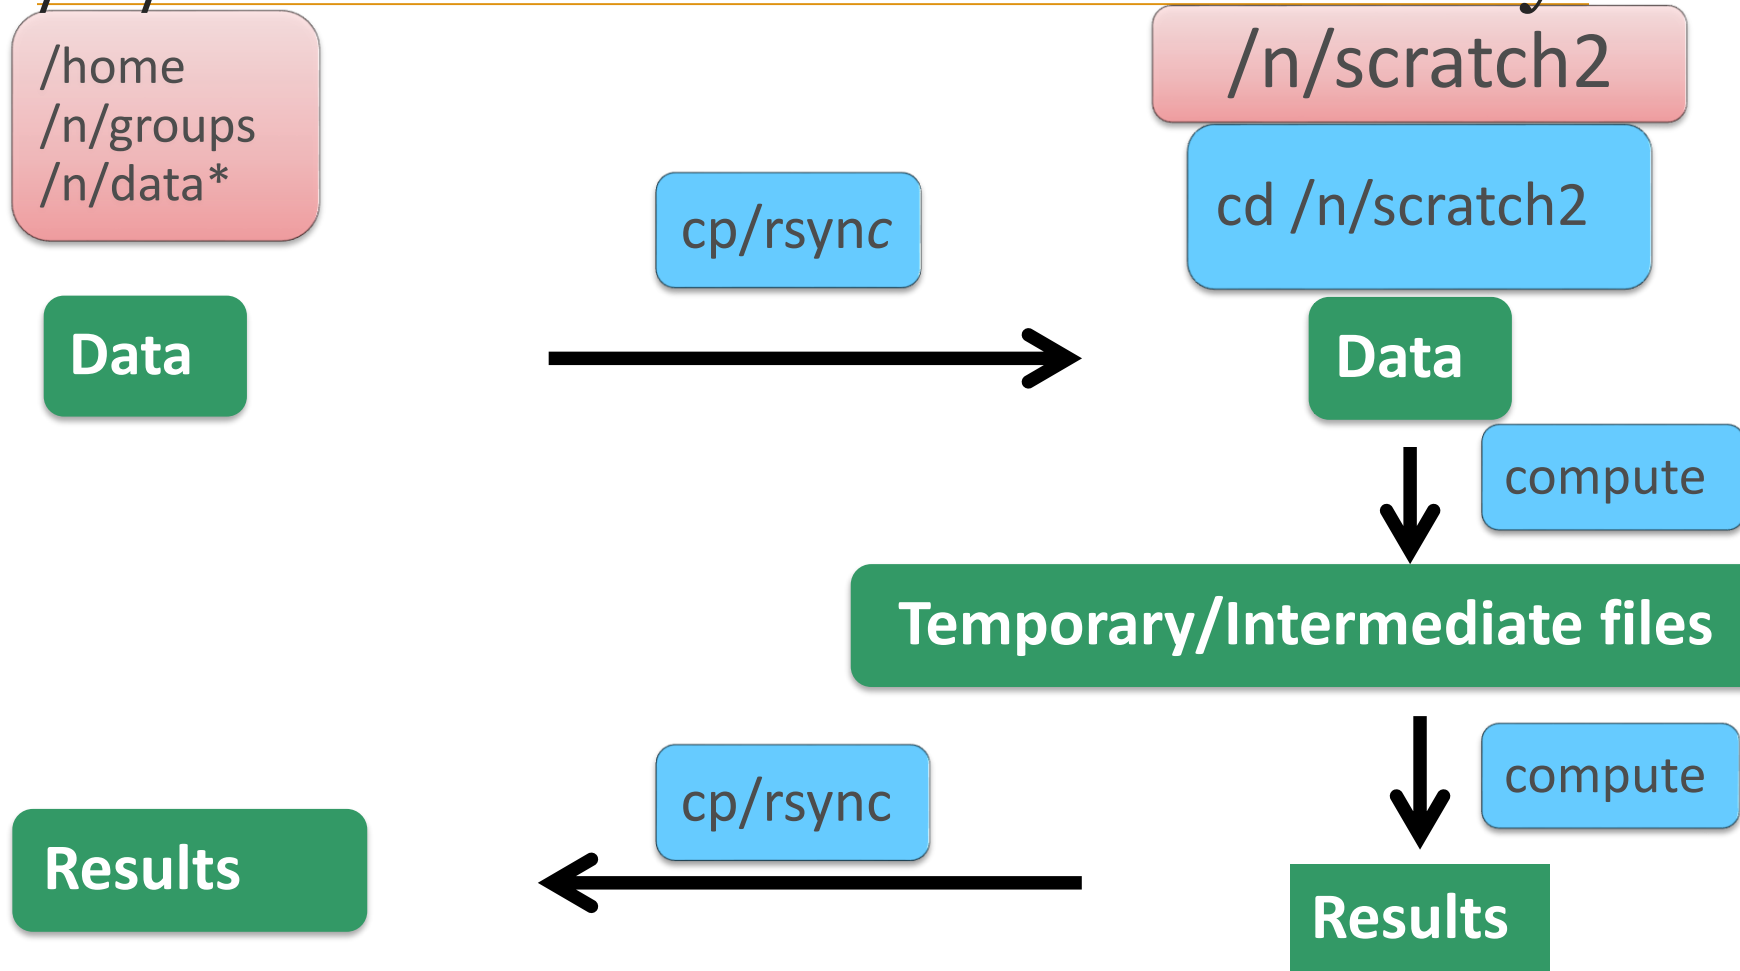 /home
/n/groups
/n/data*
/n/scratch2
cd /n/scratch2
cp/rsync
Data
Data
compute
Temporary/Intermediate files
compute
cp/rsync
Results
Results